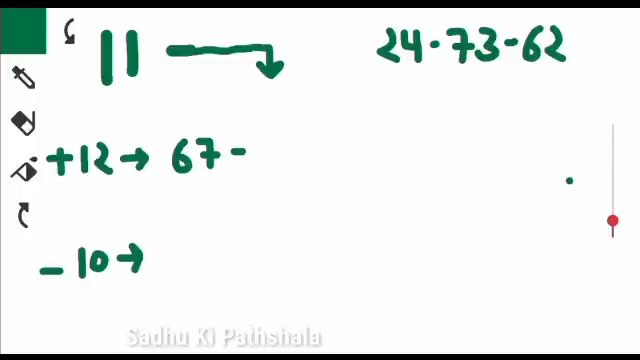 11 → 24-73-62
+12 → 67-
-10 →
Sadhu Ki Pathshala